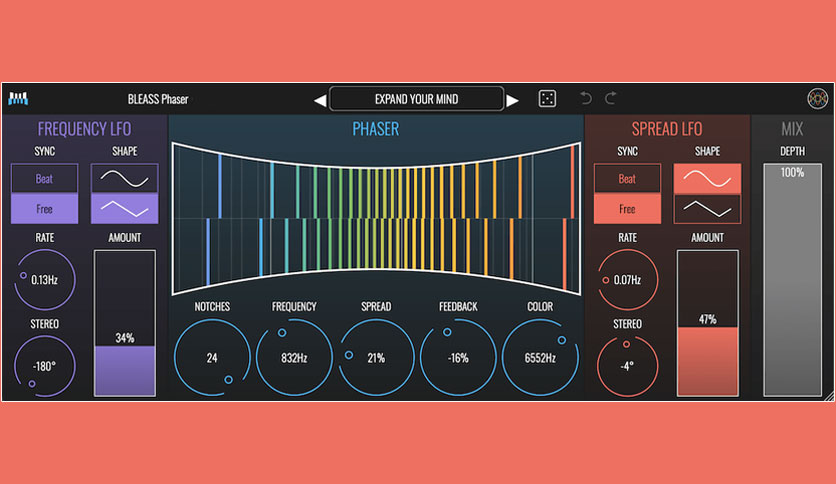 BLEASS Phaser
EXPAND YOUR MIND
FREQUENCY LFO
SYNC SHAPE
Beat
Free
RATE AMOUNT
0.13Hz
STEREO
34%
-180°
PHASER
NOTCHES FREQUENCY SPREAD FEEDBACK COLOR
24 832Hz 21% -16% 6552Hz
SPREAD LFO
SYNC SHAPE
Beat
Free
RATE AMOUNT
0.07Hz
STEREO
47%
-4°
MIX
DEPTH
100%